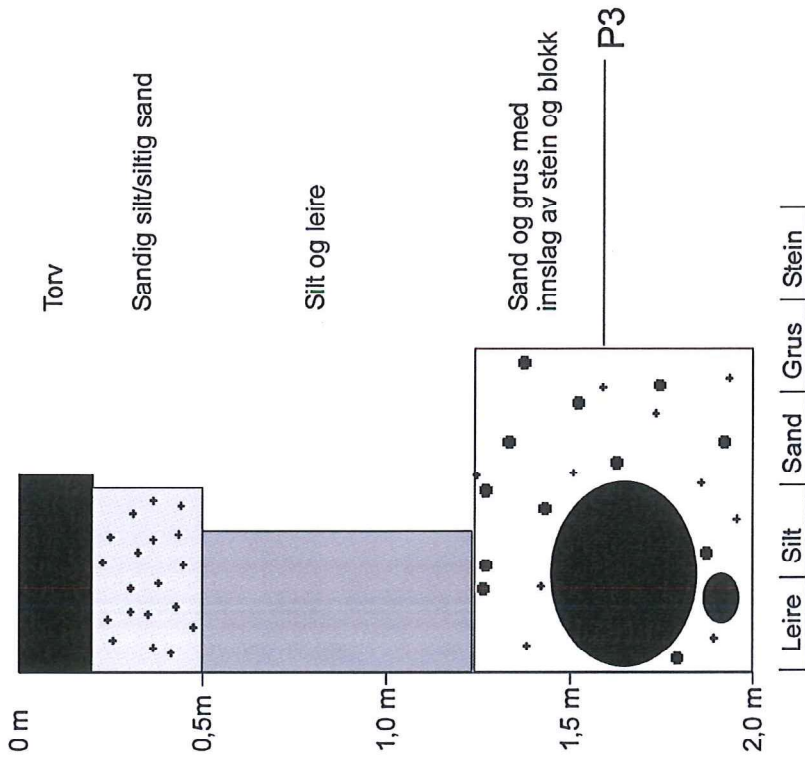 0 m
Torv
Sandig silt/siltig sand
0,5m
Silt og leire
1,0 m
Sand og grus med
innslag av stein og blokk
1,5 m
P3
2,0 m
Leire | Silt | Sand | Grus | Stein |